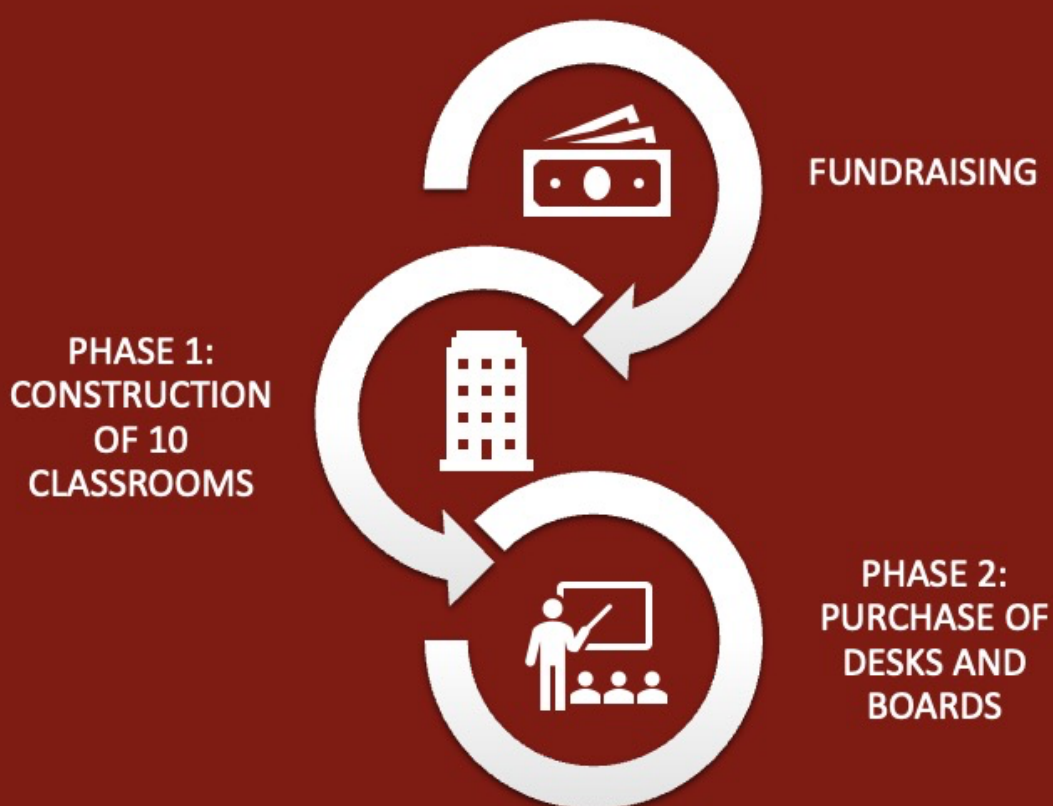 FUNDRAISING
PHASE 1:
CONSTRUCTION
OF 10
CLASSROOMS
PHASE 2:
PURCHASE OF
DESKS AND
BOARDS